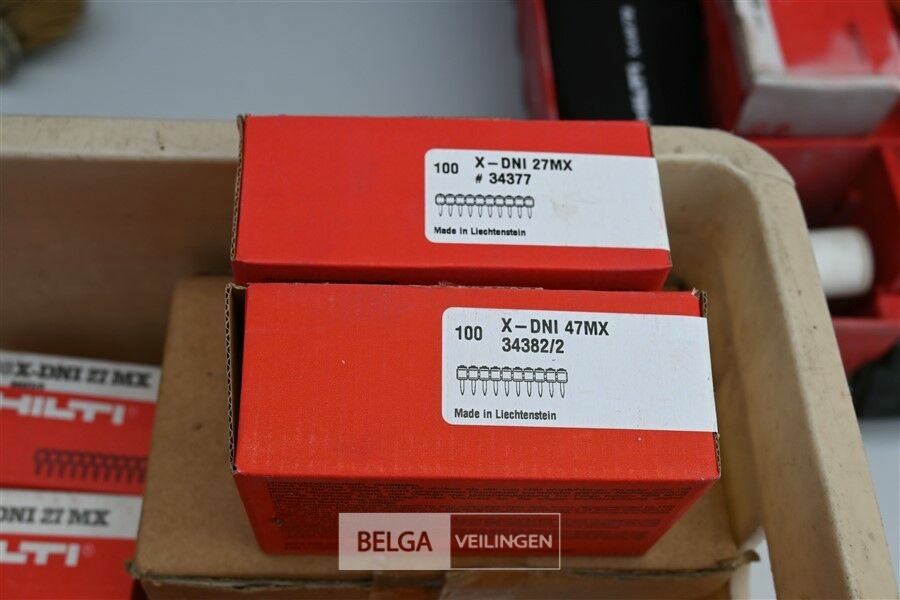 100 X-DNI 27MX
# 34377
Made in Liechtenstein
100 X-DNI 47MX
34382/2
Made in Liechtenstein
X-DNI 27 MX
HILTI
DNI 27 MX
LTI
BELGA VEILINGEN